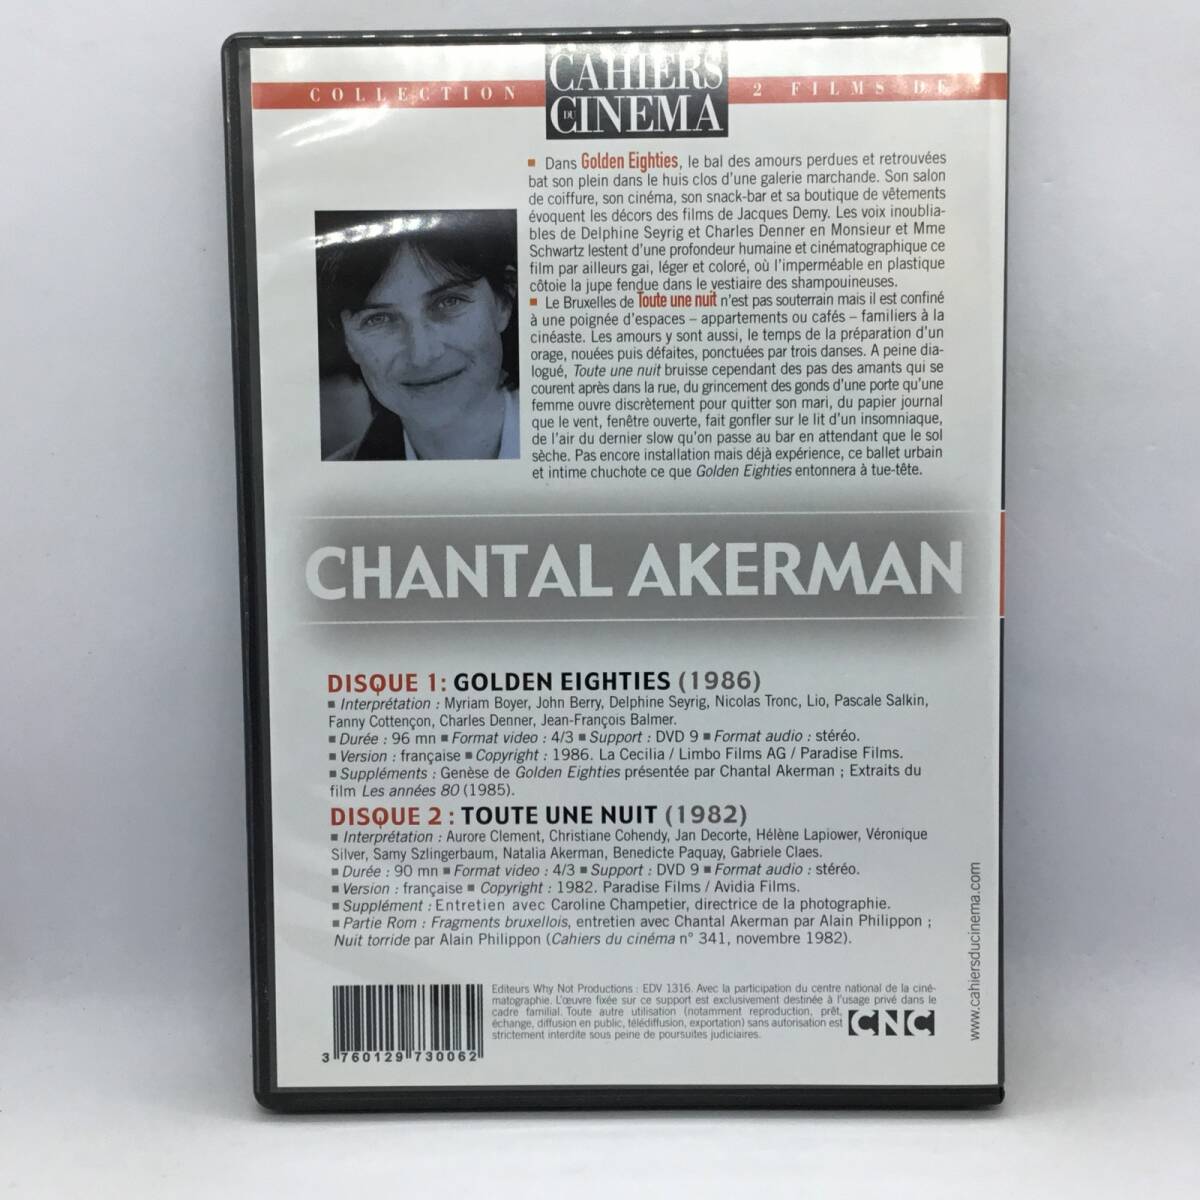 COLLECTION
CAHIERS
DU
CINEMA
2 FILMS DE
■ Dans Golden Eighties, le bal des amours perdues et retrouvées
bat son plein dans le huis clos d'une galerie marchande. Son salon
de coiffure, son cinéma, son snack-bar et sa boutique de vêtements
évoquent les décors des films de Jacques Demy. Les voix inoublia-
bles de Delphine Seyrig et Charles Denner en Monsieur et Mme
Schwartz lestent d'une profondeur humaine et cinématographique ce
film par ailleurs gai, léger et coloré, où l'imperméable en plastique
côtoie la jupe fendue dans le vestiaire des shampouineuses.
■ Le Bruxelles de Toute une nuit n'est pas souterrain mais il est confiné
à une poignée d'espaces – appartements ou cafés – familiers à la
cinéaste. Les amours y sont aussi, le temps de la préparation d'un
orage, nouées puis défaites, ponctuées par trois danses. A peine dia-
logué, Toute une nuit bruisse cependant des pas des amants qui se
courent après dans la rue, du grincement des gonds d'une porte qu'une
femme ouvre discrètement pour quitter son mari, du papier journal
que le vent, fenêtre ouverte, fait gonfler sur le lit d'un insomniaque,
de l'air du dernier slow qu'on passe au bar en attendant que le sol
sèche. Pas encore installation mais déjà expérience, ce ballet urbain
et intime chuchote ce que Golden Eighties entonnera à tue-tête.
CHANTAL AKERMAN
DISQUE 1 : GOLDEN EIGHTIES (1986)
■ Interprétation : Myriam Boyer, John Berry, Delphine Seyrig, Nicolas Tronc, Lio, Pascale Salkin,
Fanny Cottençon, Charles Denner, Jean-François Balmer.
■ Durée : 96 mn ■ Format video : 4/3 ■ Support : DVD 9 ■ Format audio : stéréo.
■ Version : française ■ Copyright : 1986. La Cecilia / Limbo Films AG / Paradise Films.
■ Suppléments : Genèse de Golden Eighties présentée par Chantal Akerman ; Extraits du
film Les années 80 (1985).
DISQUE 2 : TOUTE UNE NUIT (1982)
■ Interprétation : Aurore Clement, Christiane Cohendy, Jan Decorte, Hélène Lapiower, Véronique
Silver, Samy Szlingerbaum, Natalia Akerman, Benedicte Paquay, Gabriele Claes.
■ Durée : 90 mn ■ Format video : 4/3 ■ Support : DVD 9 ■ Format audio : stéréo.
■ Version : française ■ Copyright : 1982. Paradise Films / Avidia Films.
■ Supplément : Entretien avec Caroline Champetier, directrice de la photographie.
■ Partie Rom : Fragments bruxellois, entretien avec Chantal Akerman par Alain Philippon ;
Nuit torride par Alain Philippon (Cahiers du cinéma n° 341, novembre 1982).
www.cahiersducinema.com
Editeurs Why Not Productions : EDV 1316. Avec la participation du centre national de la ciné-
matographie. L'œuvre fixée sur ce support est exclusivement destinée à l'usage privé dans le
cadre familial. Toute autre utilisation (notamment reproduction, prêt,
échange, diffusion en public, télédiffusion, exportation) sans autorisation est
strictement interdite sous peine de poursuites judiciaires.
CNC
3 760129 730062